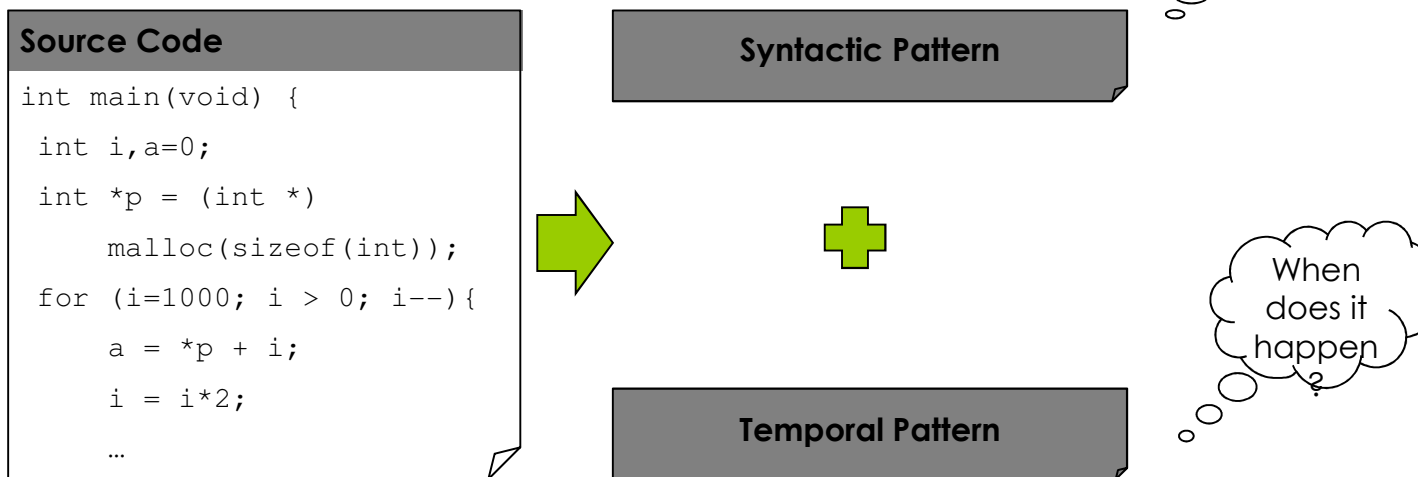 Source Code
int main(void) {
int i,a=0;
int *p = (int *)
malloc(sizeof(int));
for (i=1000; i > 0; i--){
a = *p + i;
i = i*2;
…
Syntactic Pattern
Temporal Pattern
When
does it
happen
?